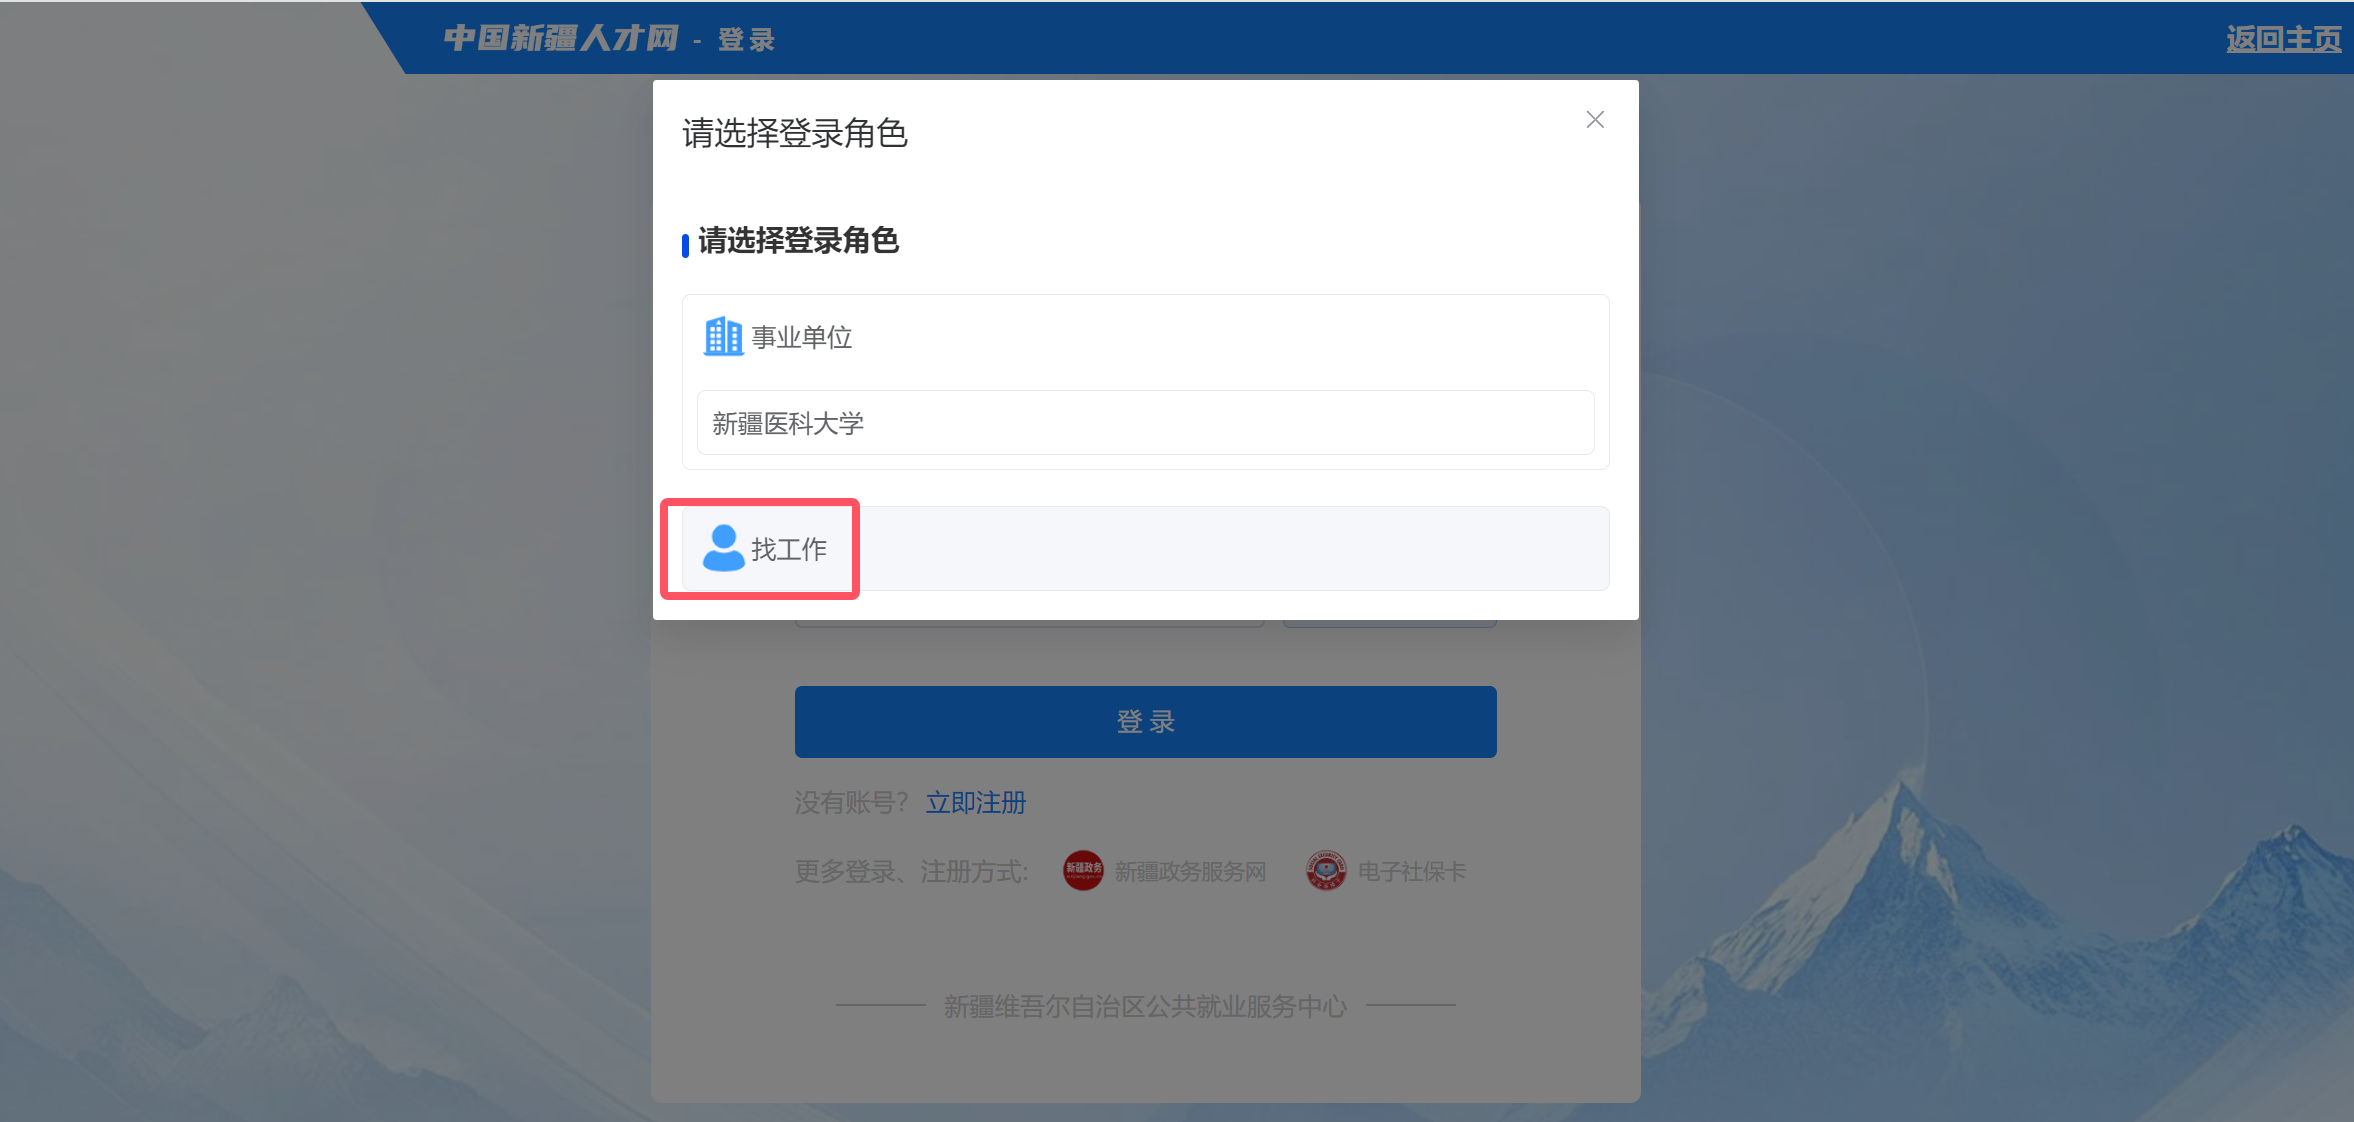 中国新疆人才网 - 登录
返回主页
请选择登录角色
请选择登录角色
事业单位
新疆医科大学
找工作
登录
没有账号? 立即注册
更多登录、注册方式: 新疆政务 新疆政务服务网 电子社保卡
新疆维吾尔自治区公共就业服务中心